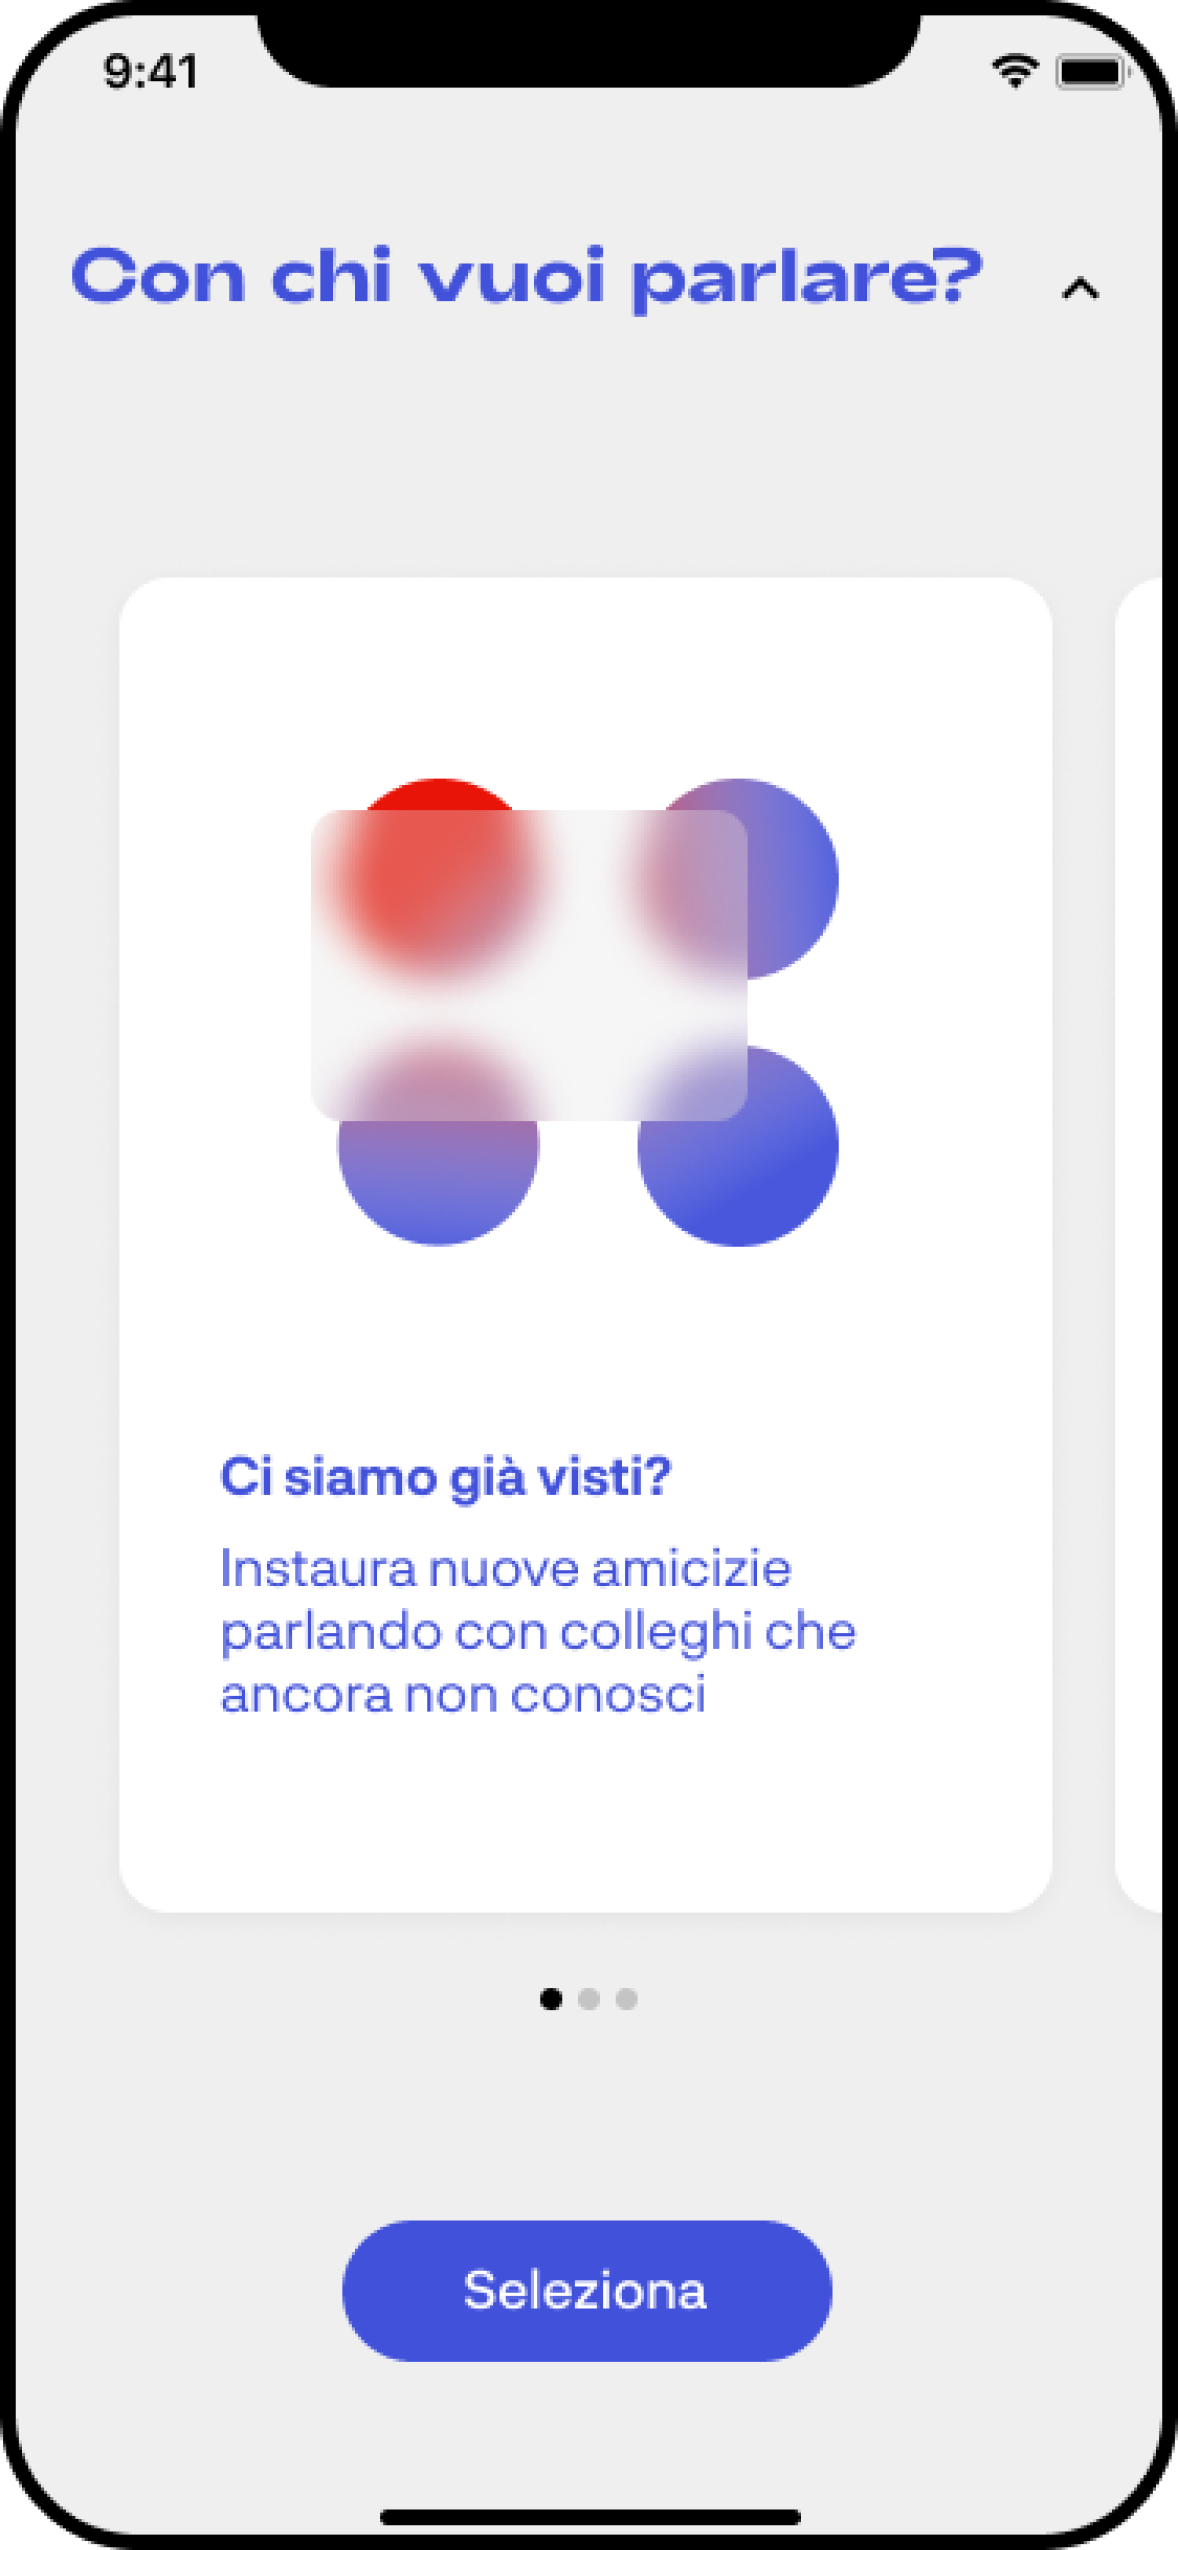 9:41
Con chi vuoi parlare?
Ci siamo già visti?
Instaura nuove amicizie
parlando con colleghi che
ancora non conosci
Seleziona